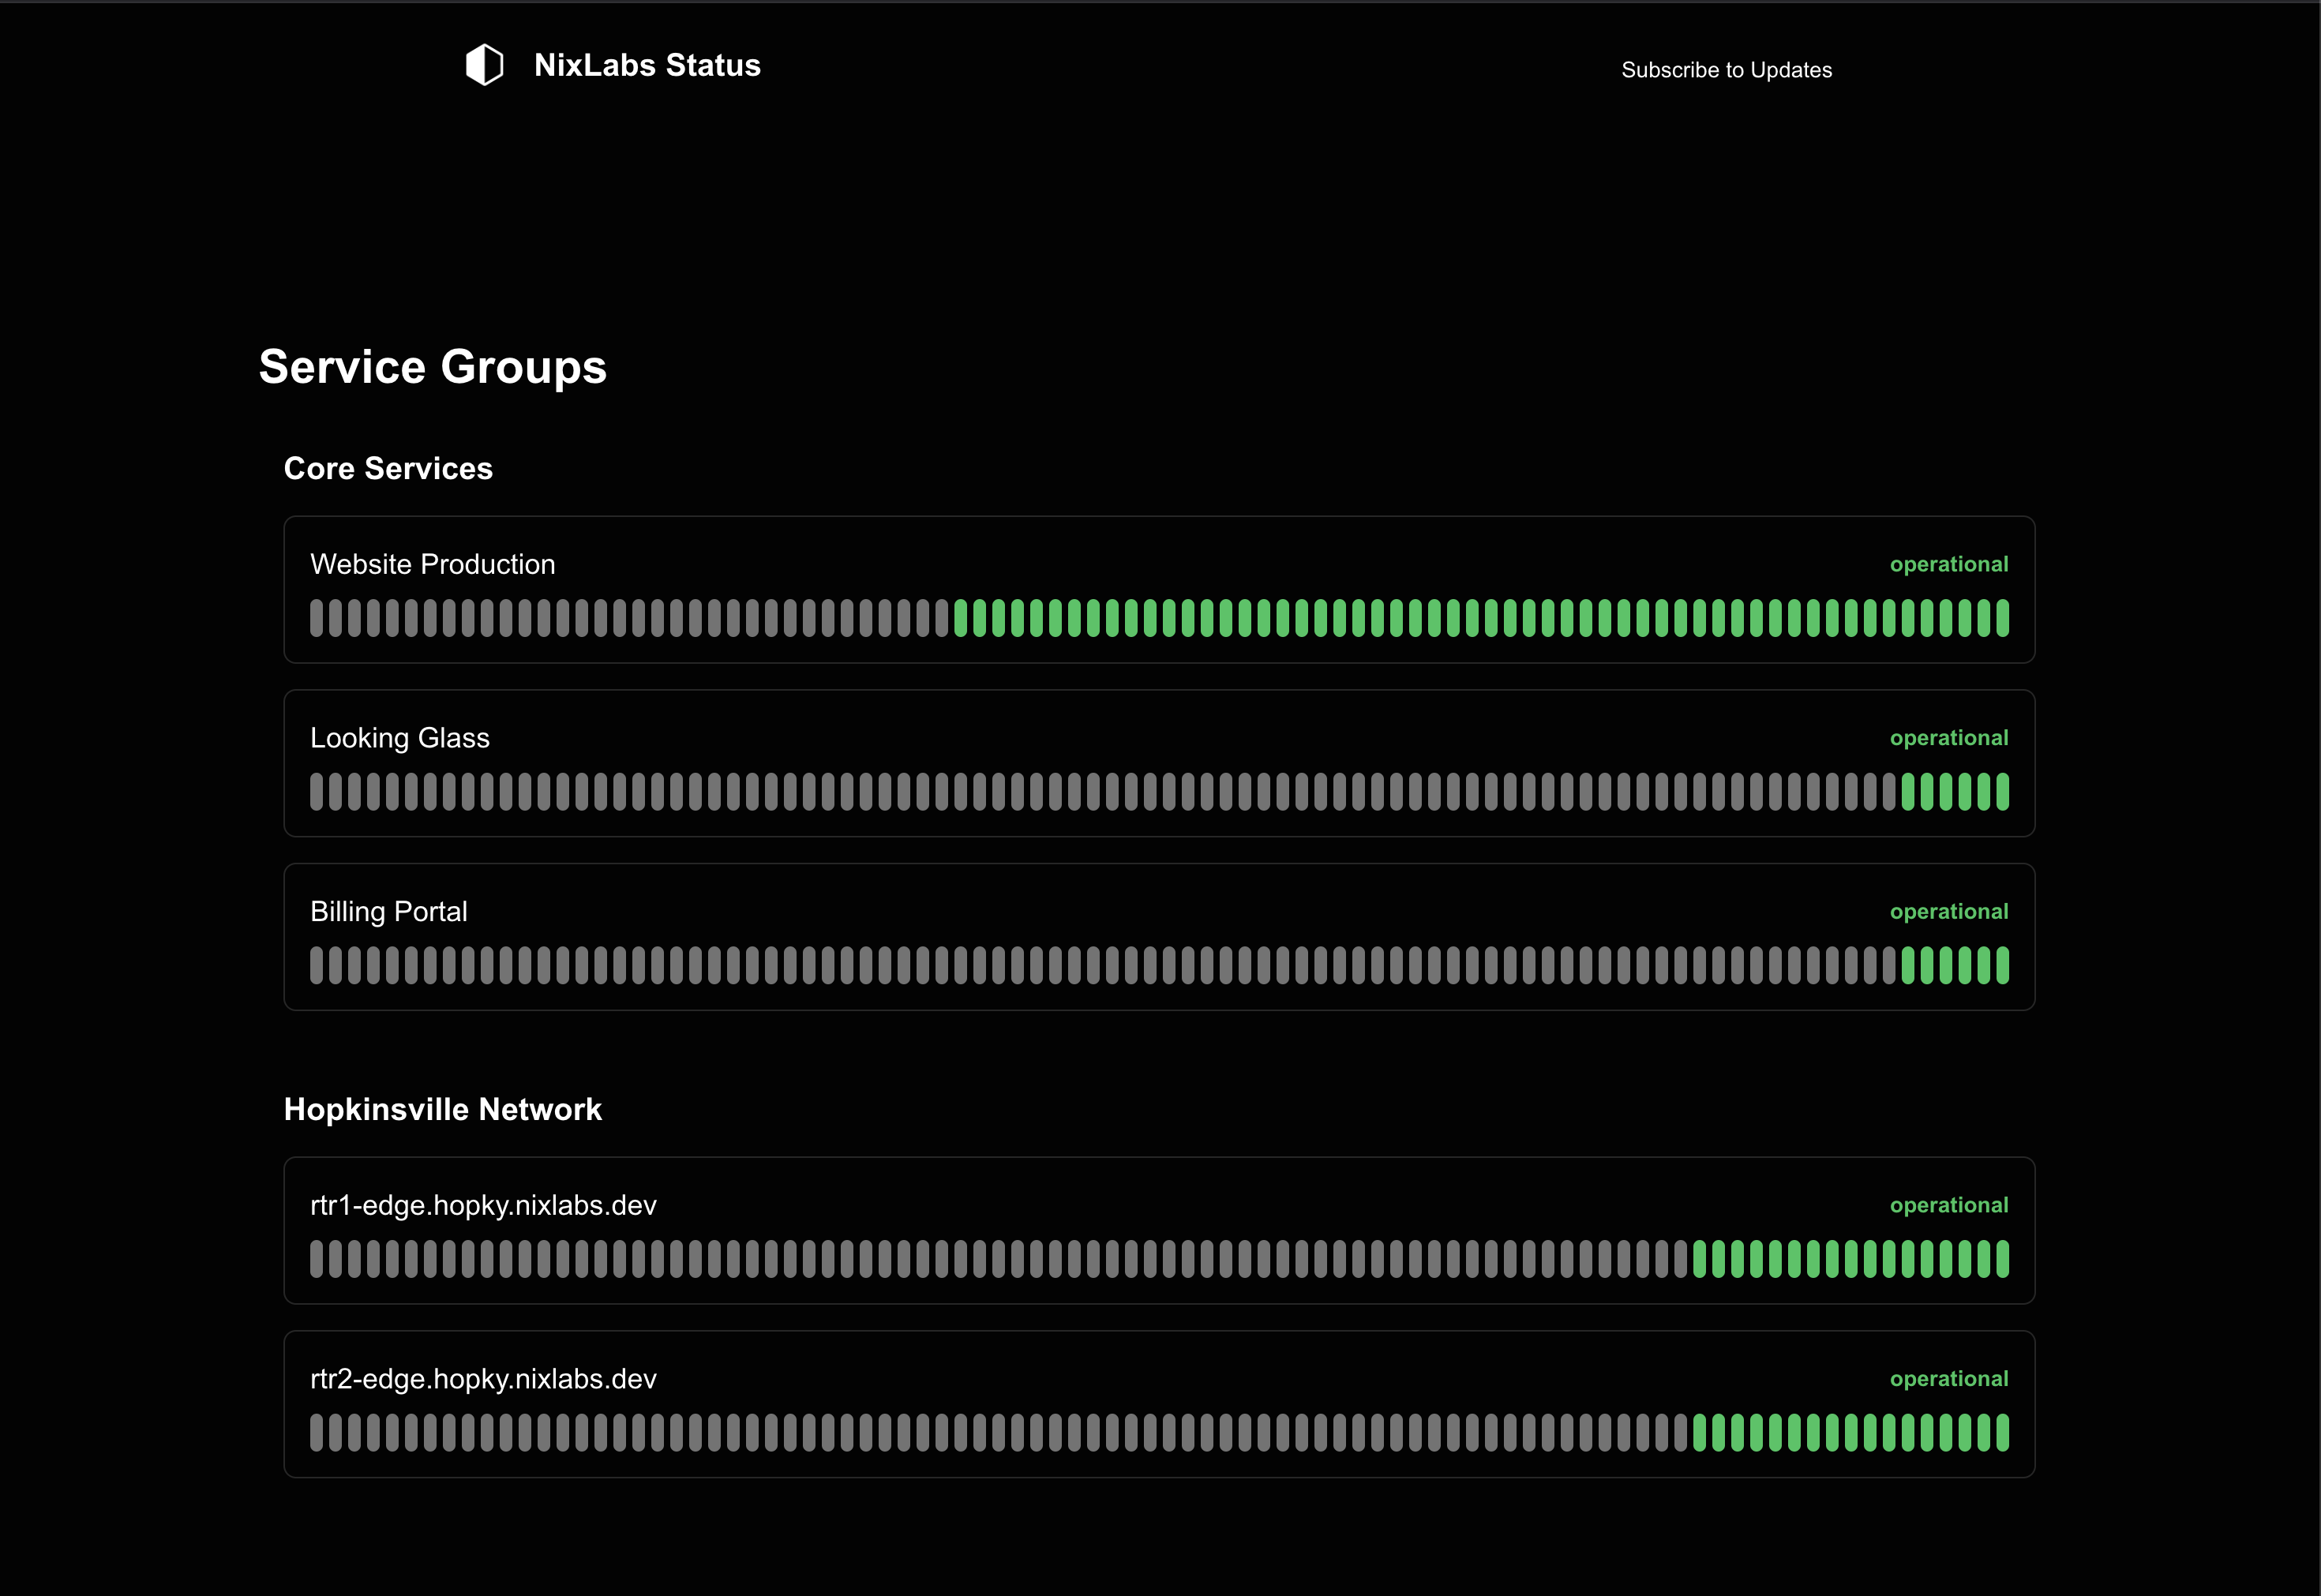 NixLabs Status
Subscribe to Updates
Service Groups
Core Services
Website Production
operational
Looking Glass
operational
Billing Portal
operational
Hopkinsville Network
rtr1-edge.hopky.nixlabs.dev
operational
rtr2-edge.hopky.nixlabs.dev
operational